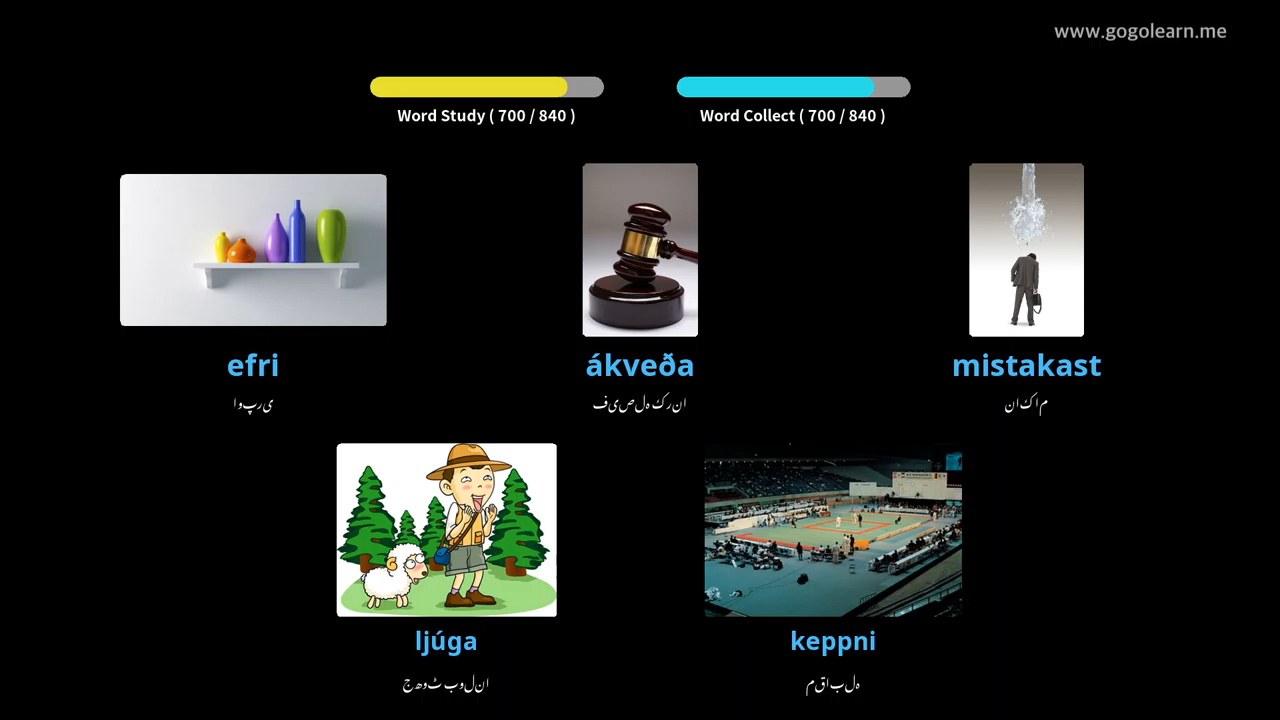 www.gogolearn.me
Word Study ( 700 / 840 )
Word Collect ( 700 / 840 )
efri
ákveða
mistakast
اوپری
فیصلہ کرنا
ناکام
ljúga
keppni
جھوٹ بولنا
مقابلہ